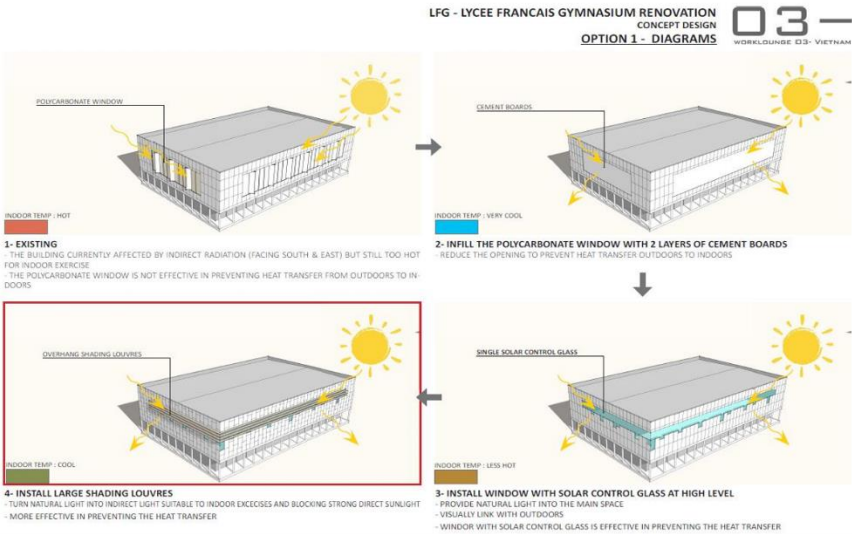 LFG - LYCEE FRANCAIS GYMNASIUM RENOVATION
CONCEPT DESIGN
OPTION 1 - DIAGRAMS
O3
WORKLOUNGE 03- VIETNAM
POLYCARBONATE WINDOW
INDOOR TEMP : HOT
1- EXISTING
- THE BUILDING CURRENTLY AFFECTED BY INDIRECT RADIATION (FACING SOUTH & EAST) BUT STILL TOO HOT
FOR INDOOR EXERCISE
- THE POLYCARBONATE WINDOW IS NOT EFFECTIVE IN PREVENTING HEAT TRANSFER FROM OUTDOORS TO IN-
DOORS
CEMENT BOARDS
INDOOR TEMP : VERY COOL
2- INFILL THE POLYCARBONATE WINDOW WITH 2 LAYERS OF CEMENT BOARDS
- REDUCE THE OPENING TO PREVENT HEAT TRANSFER OUTDOORS TO INDOORS
OVERHANG SHADING LOUVRES
INDOOR TEMP : COOL
4- INSTALL LARGE SHADING LOUVRES
- TURN NATURAL LIGHT INTO INDIRECT LIGHT SUITABLE TO INDOOR EXCECISES AND BLOCKING STRONG DIRECT SUNLIGHT
- MORE EFFECTIVE IN PREVENTING THE HEAT TRANSFER
SINGLE SOLAR CONTROL GLASS
INDOOR TEMP : LESS HOT
3- INSTALL WINDOW WITH SOLAR CONTROL GLASS AT HIGH LEVEL
- PROVIDE NATURAL LIGHT INTO THE MAIN SPACE
- VISUALLY LINK WITH OUTDOORS
- WINDOR WITH SOLAR CONTROL GLASS IS EFFECTIVE IN PREVENTING THE HEAT TRANSFER